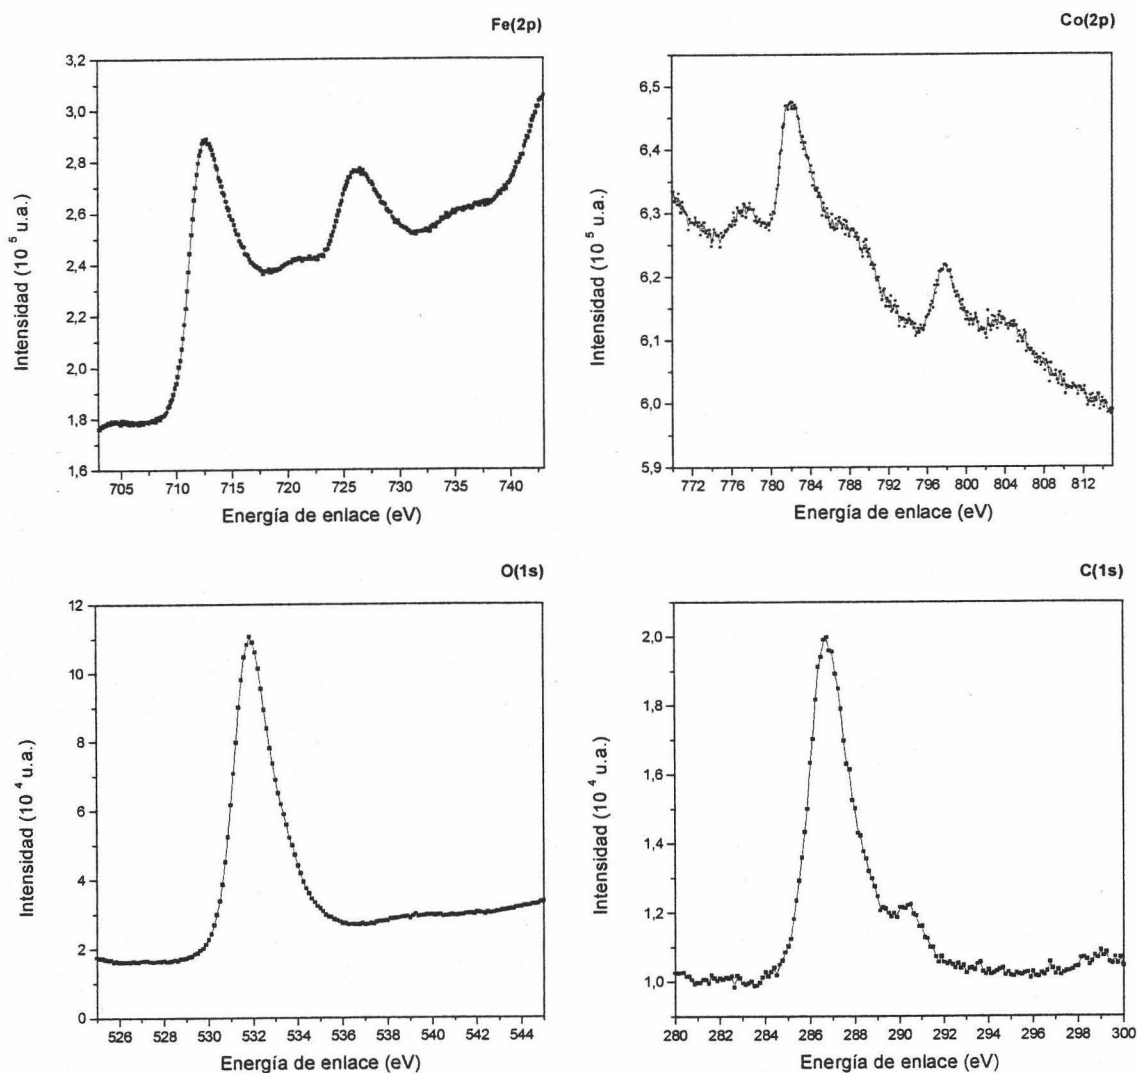 Fe(2p)
3,2
3,0
2,8
2,6
2,4
2,2
2,0
1,8
1,6
Intensidad (10 5 u.a.)
705 710 715 720 725 730 735 740
Energía de enlace (eV)
Co(2p)
6,5
6,4
6,3
6,2
6,1
6,0
5,9
Intensidad (10 5 u.a.)
772 776 780 784 788 792 796 800 804 808 812
Energía de enlace (eV)
O(1s)
12
10
8
6
4
2
0
Intensidad (10 4 u.a.)
526 528 530 532 534 536 538 540 542 544
Energía de enlace (eV)
C(1s)
2,0
1,8
1,6
1,4
1,2
1,0
Intensidad (10 4 u.a.)
280 282 284 286 288 290 292 294 296 298 300
Energía de enlace (eV)